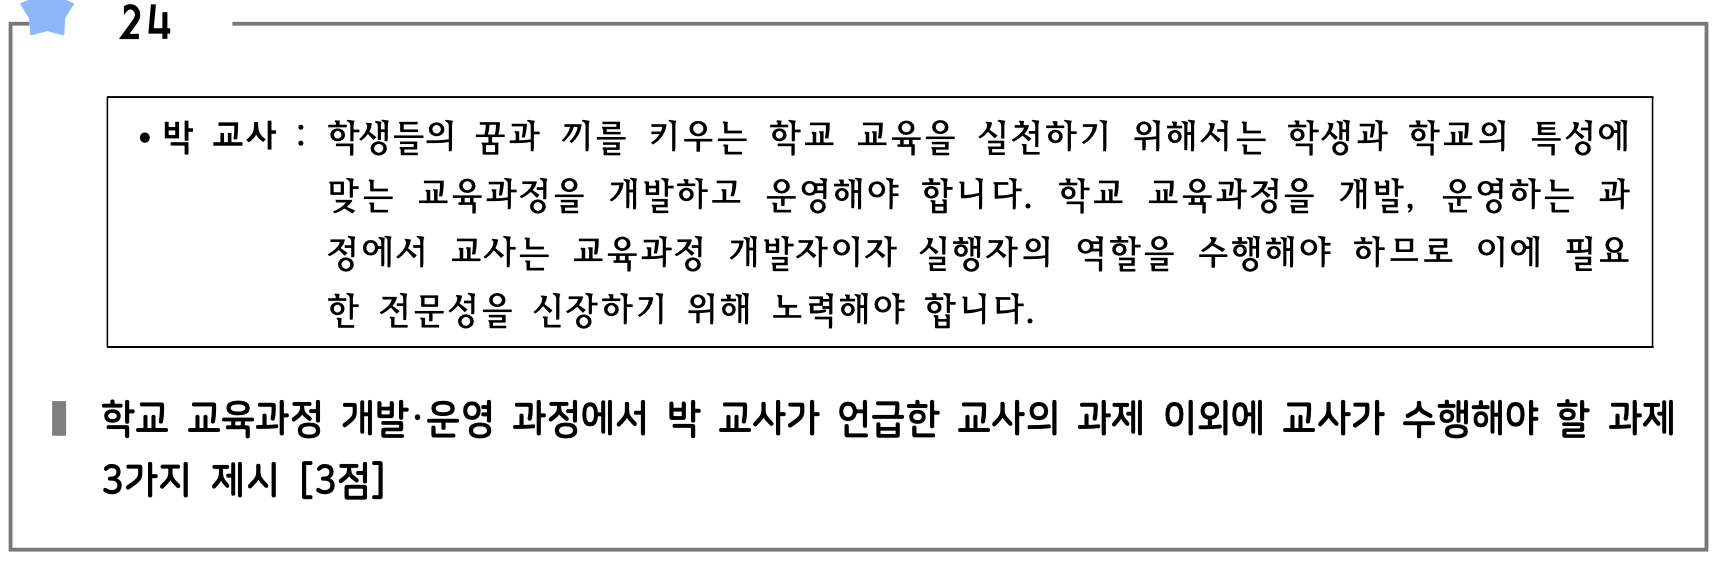 24
• 박 교사 : 학생들의 꿈과 끼를 키우는 학교 교육을 실천하기 위해서는 학생과 학교의 특성에
맞는 교육과정을 개발하고 운영해야 합니다. 학교 교육과정을 개발, 운영하는 과
정에서 교사는 교육과정 개발자이자 실행자의 역할을 수행해야 하므로 이에 필요
한 전문성을 신장하기 위해 노력해야 합니다.
학교 교육과정 개발·운영 과정에서 박 교사가 언급한 교사의 과제 이외에 교사가 수행해야 할 과제
3가지 제시 [3점]